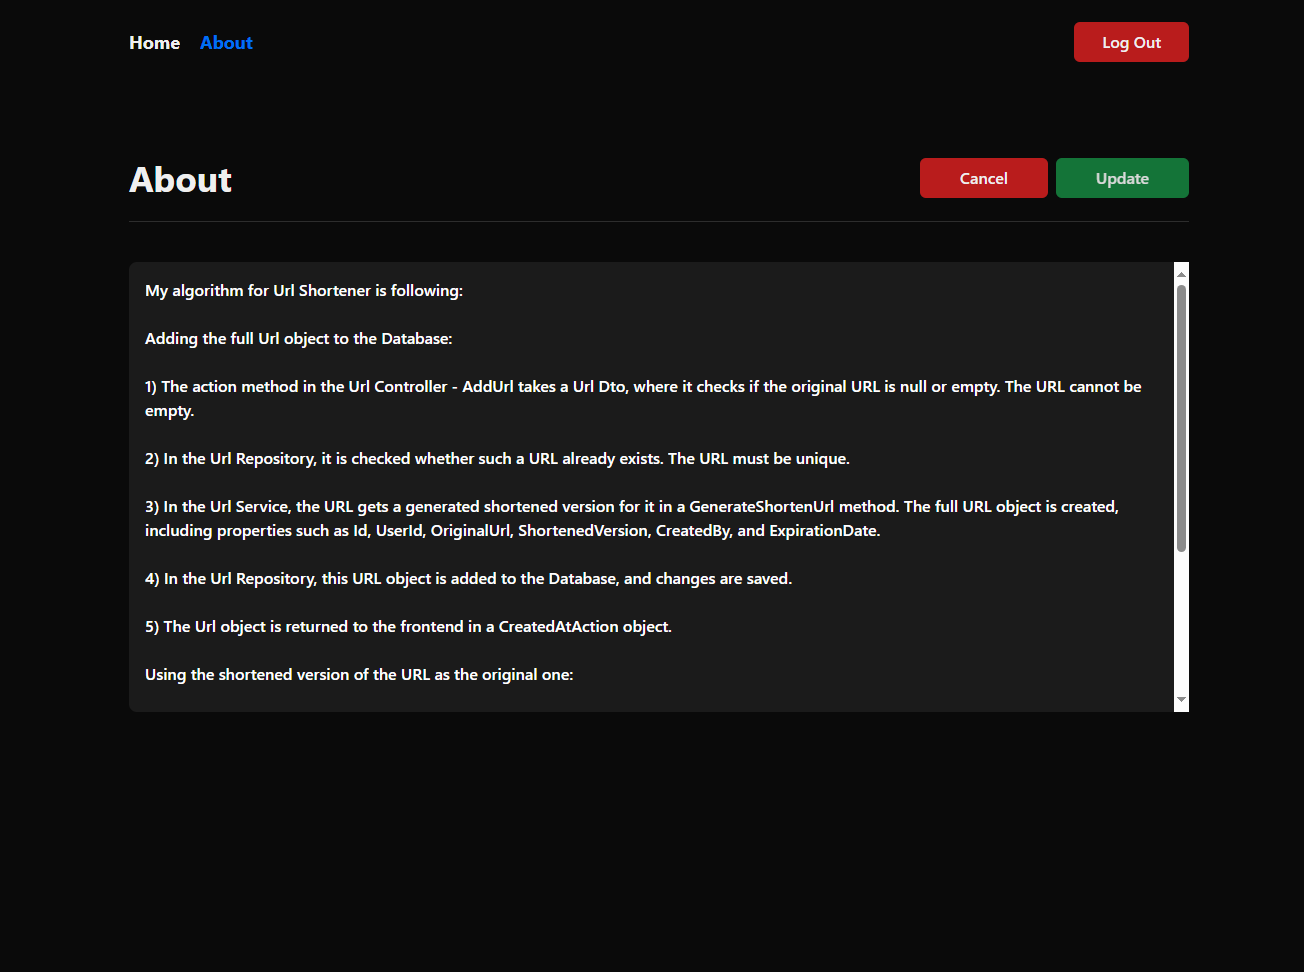 Home About Log Out
About Cancel Update
My algorithm for Url Shortener is following:
Adding the full Url object to the Database:
1) The action method in the Url Controller - AddUrl takes a Url Dto, where it checks if the original URL is null or empty. The URL cannot be
empty.
2) In the Url Repository, it is checked whether such a URL already exists. The URL must be unique.
3) In the Url Service, the URL gets a generated shortened version for it in a GenerateShortenUrl method. The full URL object is created,
including properties such as Id, UserId, OriginalUrl, ShortenedVersion, CreatedBy, and ExpirationDate.
4) In the Url Repository, this URL object is added to the Database, and changes are saved.
5) The Url object is returned to the frontend in a CreatedAtAction object.
Using the shortened version of the URL as the original one: